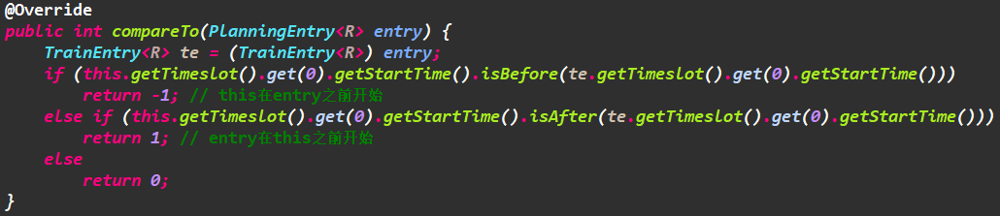 @Override
public int compareTo(PlanningEntry<R> entry) {
    TrainEntry<R> te = (TrainEntry<R>) entry;
    if (this.getTimeslot().get(0).getStartTime().isBefore(te.getTimeslot().get(0).getStartTime()))
        return -1; // this在entry之前开始
    else if (this.getTimeslot().get(0).getStartTime().isAfter(te.getTimeslot().get(0).getStartTime()))
        return 1; // entry在this之前开始
    else
        return 0;
}